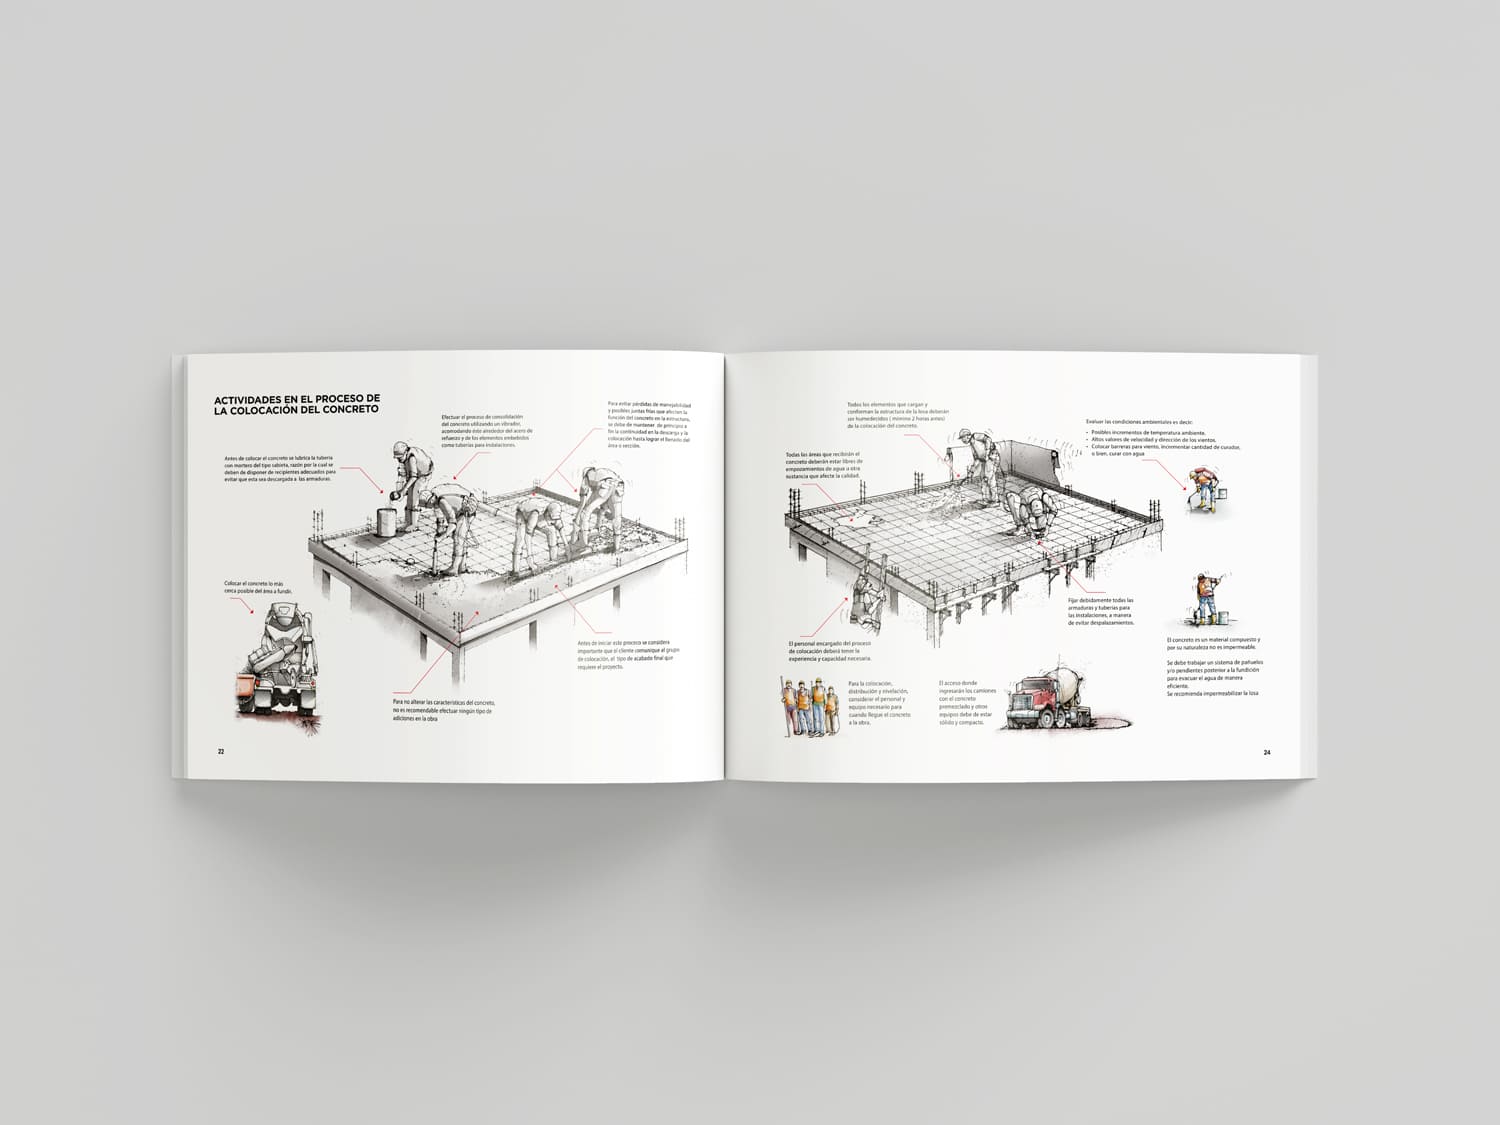 ACTIVIDADES EN EL PROCESO DE
LA COLOCACIÓN DEL CONCRETO
Antes de colocar el concreto se lubrica la tubería
con mortero del tipo sabieta, razón por la cual se
deben de disponer de recipientes adecuados para
evitar que esta sea descargada a las armaduras.
Efectuar el proceso de consolidación
del concreto utilizando un vibrador,
acomodando éste alrededor del acero de
refuerzo y de los elementos embebidos
como tuberías para instalaciones.
Para evitar pérdidas de manejabilidad
y posibles juntas frías que afecten la
función del concreto en la estructura,
se debe de mantener de principio a
fin la continuidad en la descarga y la
colocación hasta lograr el llenado del
área o sección.
Colocar el concreto lo más
cerca posible del área a fundir.
Para no alterar las características del concreto,
no es recomendable efectuar ningún tipo de
adiciones en la obra
Antes de iniciar este proceso se considera
importante que el cliente comunique al grupo
de colocación, el tipo de acabado final que
requiere el proyecto.
22
Todos los elementos que cargan y
conforman la estructura de la losa deberán
ser humedecidos ( mínimo 2 horas antes)
de la colocación del concreto.
Todas las áreas que recibirán el
concreto deberán estar libres de
empozamientos de agua u otra
sustancia que afecte la calidad.
Evaluar las condiciones ambientales es decir:
• Posibles incrementos de temperatura ambiente.
• Altos valores de velocidad y dirección de los vientos.
• Colocar barreras para viento, incrementar cantidad de curador,
o bien, curar con agua
Fijar debidamente todas las
armaduras y tuberías para
las instalaciones, a manera
de evitar despalazamientos.
El personal encargado del proceso
de colocación deberá tener la
experiencia y capacidad necesaria.
Para la colocación,
distribución y nivelación,
considerar el personal y
equipo necesario para
cuando llegue el concreto
a la obra.
El acceso donde
ingresarán los camiones
con el concreto
premezclado y otros
equipos debe de estar
sólido y compacto.
El concreto es un material compuesto y
por su naturaleza no es impermeable.
Se debe trabajar un sistema de pañuelos
y/o pendientes posterior a la fundición
para evacuar el agua de manera
eficiente.
Se recomienda impermeabilizar la losa
24